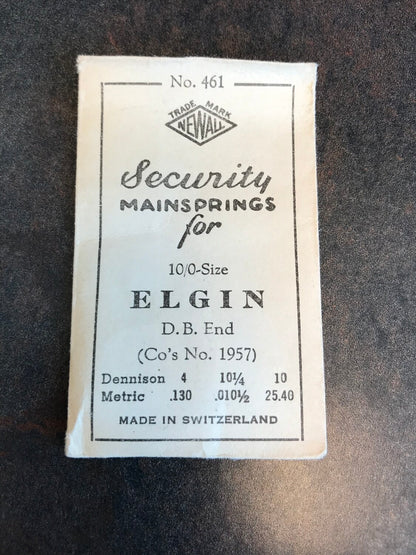 No. 461
TRADE MARK
NEWALL
Security
MAINSPRINGS
for
10/0-Size
ELGIN
D.B. End
(Co's No. 1957)
Dennison 4 10¼ 10
Metric .130 .010½ 25.40
MADE IN SWITZERLAND